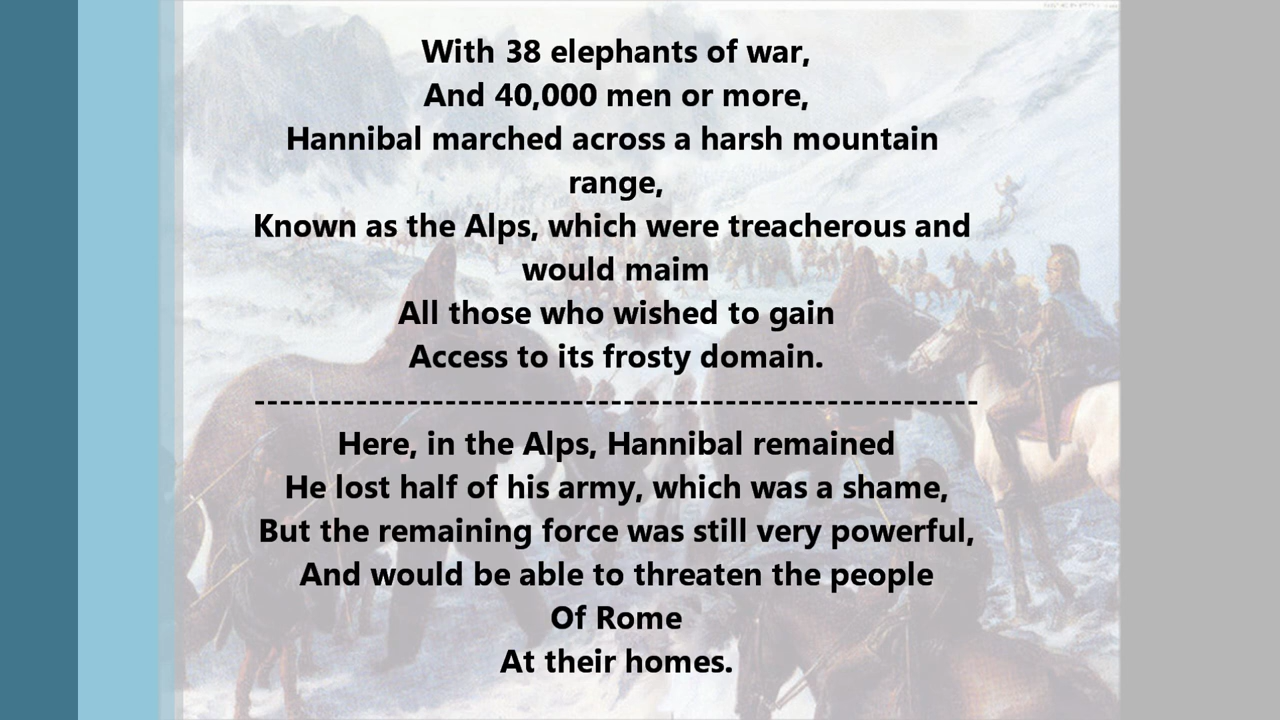 With 38 elephants of war,
And 40,000 men or more,
Hannibal marched across a harsh mountain
range,
Known as the Alps, which were treacherous and
would maim
All those who wished to gain
Access to its frosty domain.
---------------------------------------------------------
Here, in the Alps, Hannibal remained
He lost half of his army, which was a shame,
But the remaining force was still very powerful,
And would be able to threaten the people
Of Rome
At their homes.